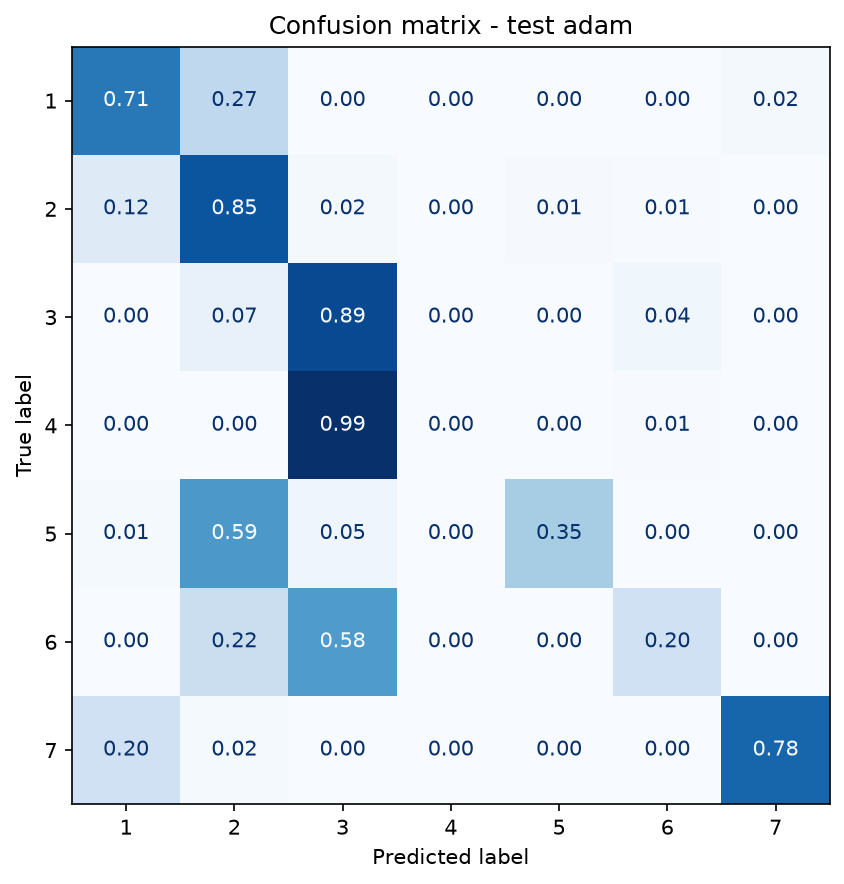 Confusion matrix - test adam
True label
1 0.71 0.27 0.00 0.00 0.00 0.00 0.02
2 0.12 0.85 0.02 0.00 0.01 0.01 0.00
3 0.00 0.07 0.89 0.00 0.00 0.04 0.00
4 0.00 0.00 0.99 0.00 0.00 0.01 0.00
5 0.01 0.59 0.05 0.00 0.35 0.00 0.00
6 0.00 0.22 0.58 0.00 0.00 0.20 0.00
7 0.20 0.02 0.00 0.00 0.00 0.00 0.78
1 2 3 4 5 6 7
Predicted label